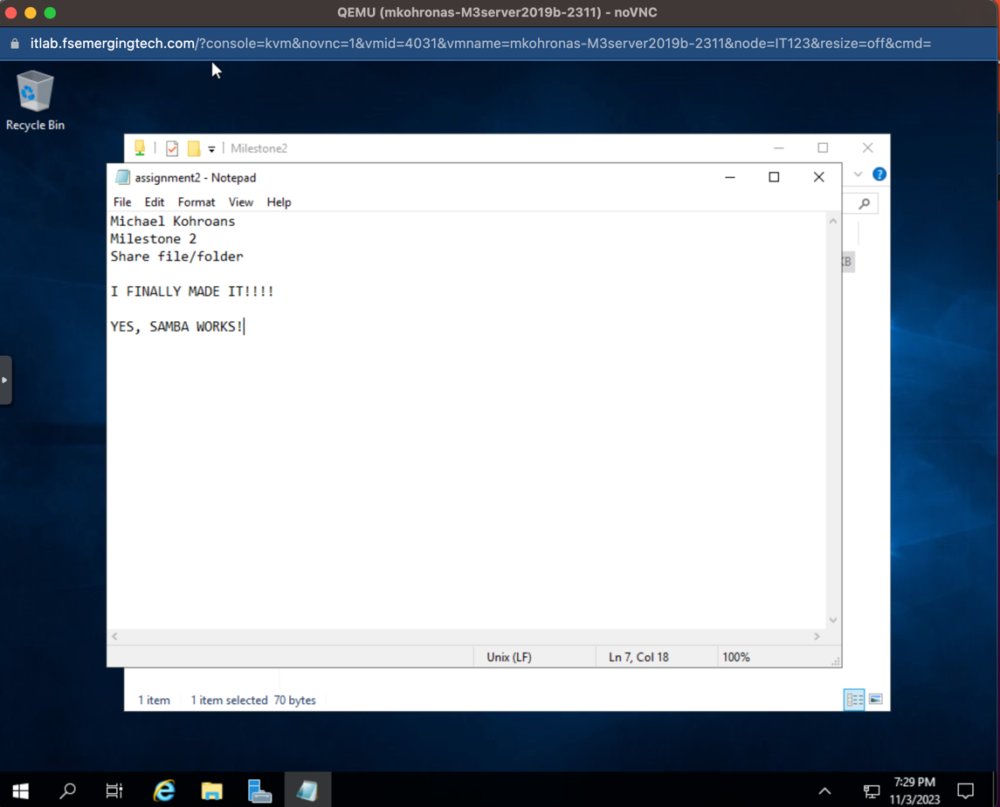 QEMU (mkohronas-M3server2019b-2311) - noVNC
itlab.fsemergingtech.com/?console=kvm&novnc=1&vmid=4031&vmname=mkohronas-M3server2019b-2311&node=IT123&resize=off&cmd=
Recycle Bin
Milestone2
assignment2 - Notepad
File Edit Format View Help
Michael Kohroans
Milestone 2
Share file/folder
I FINALLY MADE IT!!!!
YES, SAMBA WORKS!
KB
Unix (LF) Ln 7, Col 18 100%
1 item 1 item selected 70 bytes
7:29 PM
11/3/2023